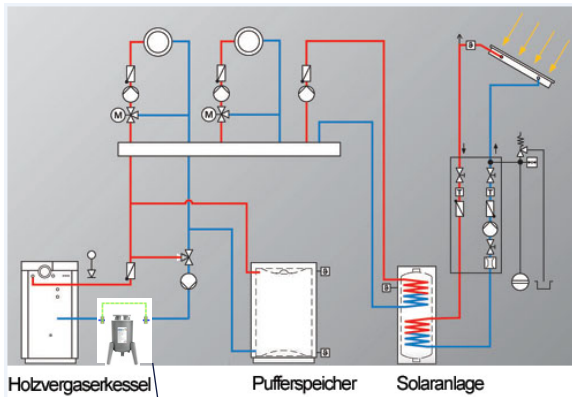 M
M
T
T
Holzvergaserkessel
Pufferspeicher
Solaranlage